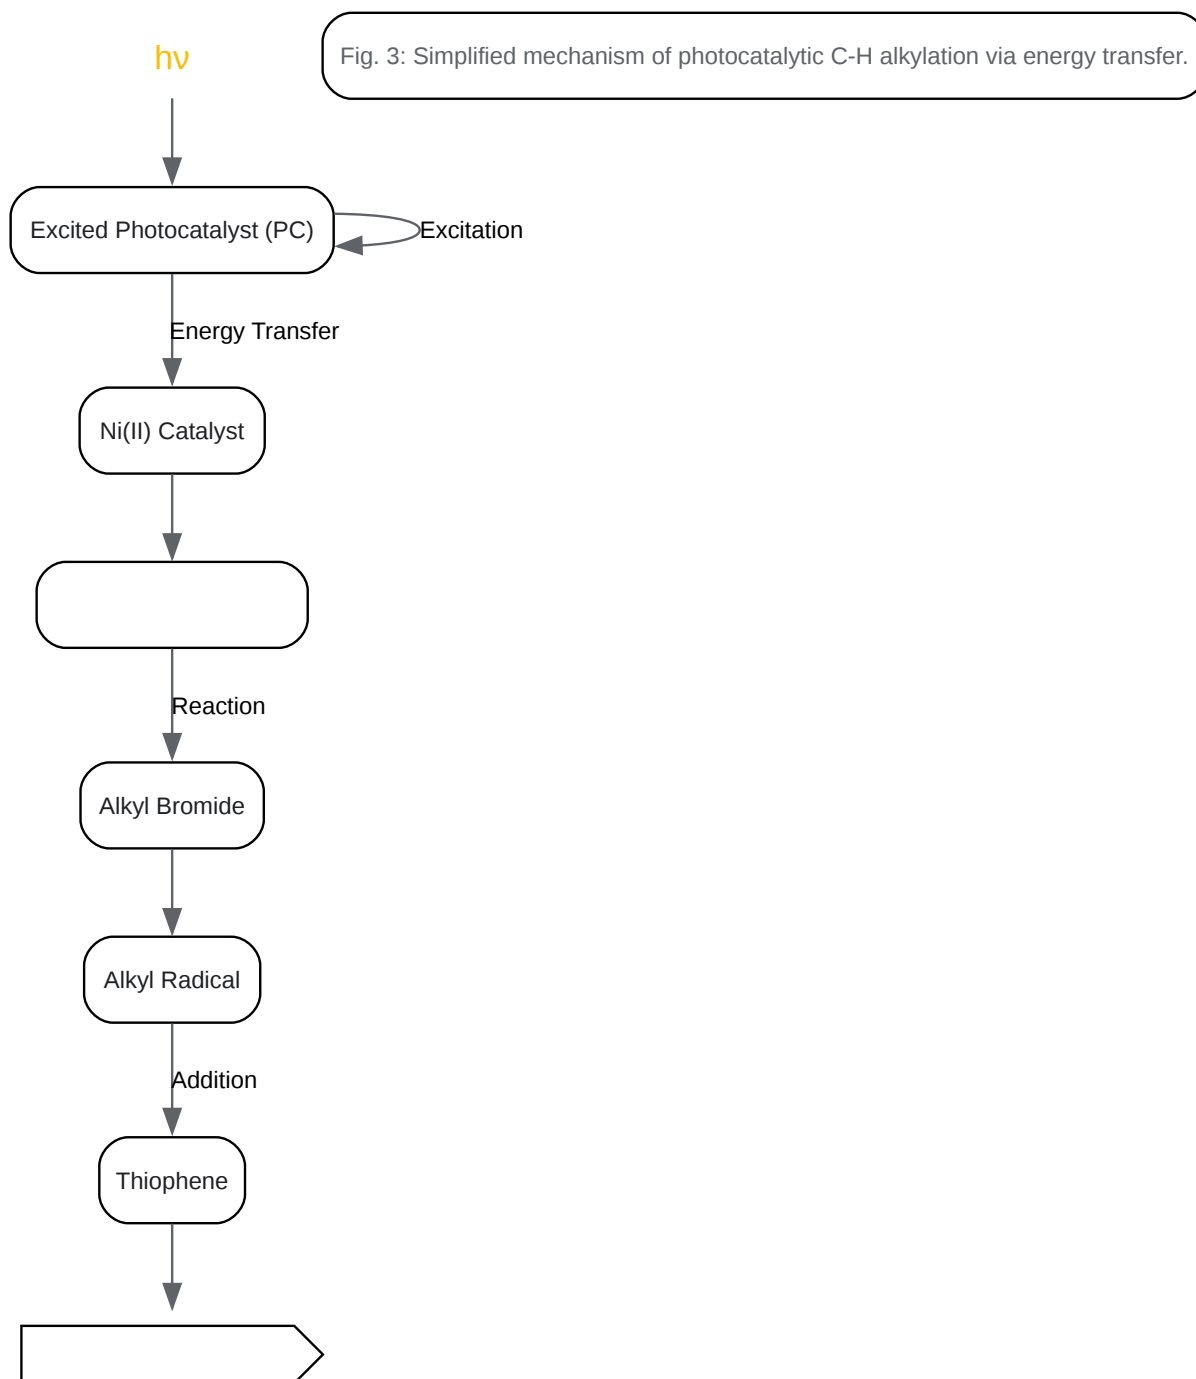 hν
Fig. 3: Simplified mechanism of photocatalytic C-H alkylation via energy transfer.
Excited Photocatalyst (PC)
Excitation
Energy Transfer
Ni(II) Catalyst
Reaction
Alkyl Bromide
Alkyl Radical
Addition
Thiophene